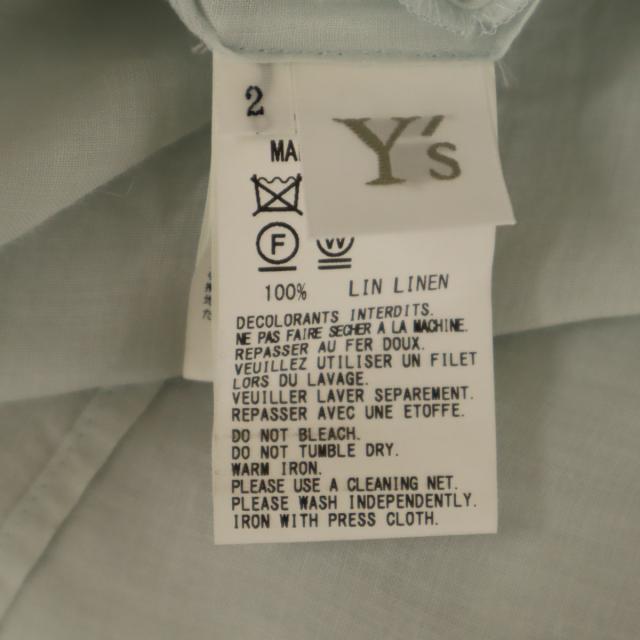 2
Y's
MA
F W
100% LIN LINEN
DECOLORANTS INTERDITS.
NE PAS FAIRE SECHER A LA MACHINE.
REPASSER AU FER DOUX.
VEUILLEZ UTILISER UN FILET
LORS DU LAVAGE.
VEUILLER LAVER SEPAREMENT.
REPASSER AVEC UNE ETOFFE.
DO NOT BLEACH.
DO NOT TUMBLE DRY.
WARM IRON.
PLEASE USE A CLEANING NET.
PLEASE WASH INDEPENDENTLY.
IRON WITH PRESS CLOTH.